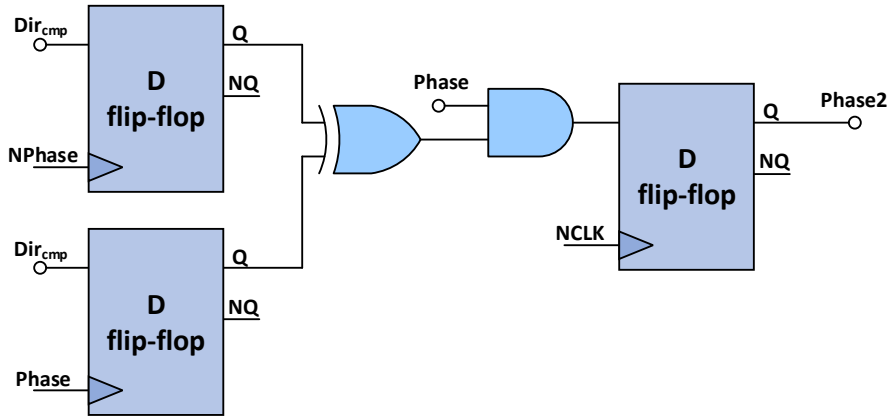 Dir_cmp
D
flip-flop
Q
NQ
NPhase
Phase
D
flip-flop
Q
NQ
NCLK
Phase2
Dir_cmp
D
flip-flop
Q
NQ
Phase